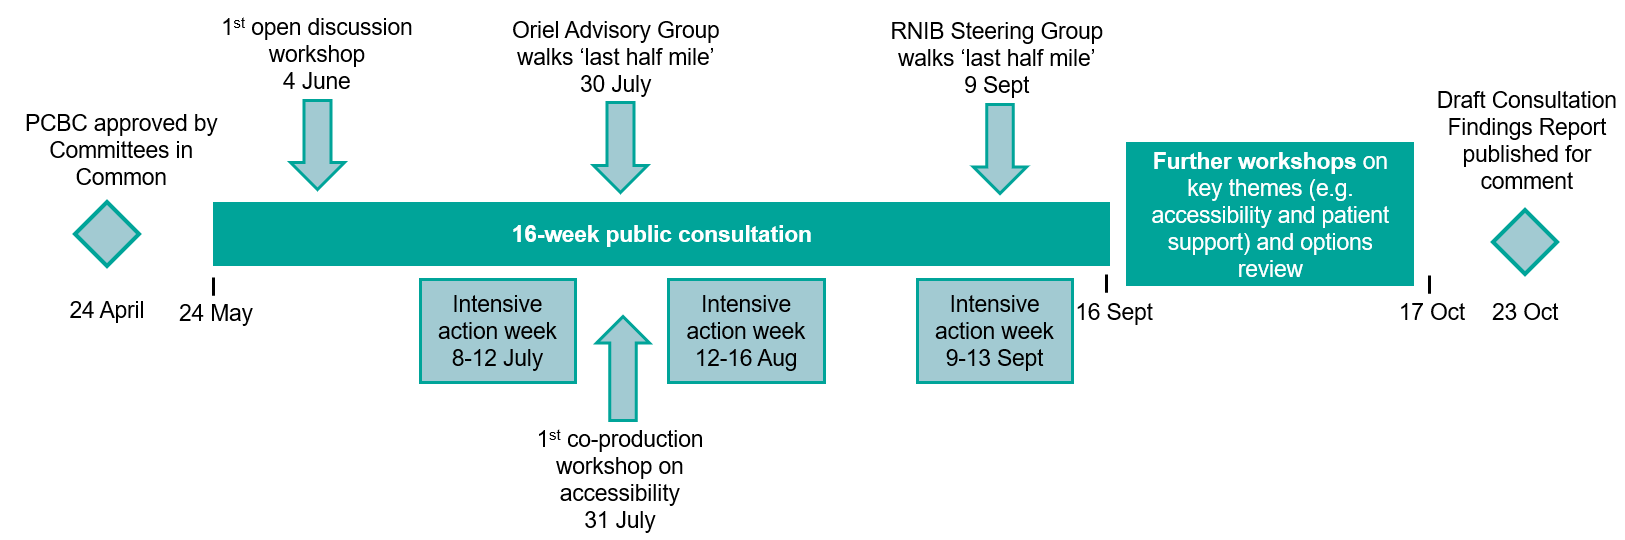 1st open discussion
workshop
4 June
Oriel Advisory Group
walks ‘last half mile’
30 July
RNIB Steering Group
walks ‘last half mile’
9 Sept
PCBC approved by
Committees in
Common
Draft Consultation
Findings Report
published for
comment
16-week public consultation
Further workshops on
key themes (e.g.
accessibility and patient
support) and options
review
24 April
24 May
Intensive
action week
8-12 July
Intensive
action week
12-16 Aug
Intensive
action week
9-13 Sept
16 Sept
17 Oct
23 Oct
1st co-production
workshop on
accessibility
31 July